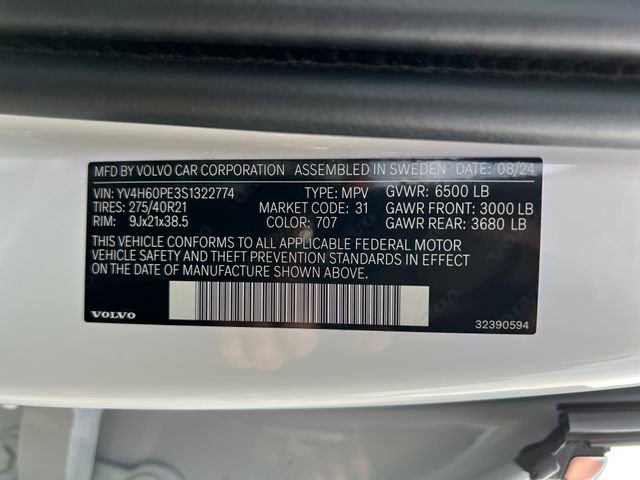 MFD BY VOLVO CAR CORPORATION ASSEMBLED IN SWEDEN DATE: 08/24
VIN: YV4H60PE3S1322774 TYPE: MPV GVWR: 6500 LB
TIRES: 275/40R21 MARKET CODE: 31 GAWR FRONT: 3000 LB
RIM: 9Jx21x38.5 COLOR: 707 GAWR REAR: 3680 LB
THIS VEHICLE CONFORMS TO ALL APPLICABLE FEDERAL MOTOR
VEHICLE SAFETY AND THEFT PREVENTION STANDARDS IN EFFECT
ON THE DATE OF MANUFACTURE SHOWN ABOVE.
VOLVO 32390594